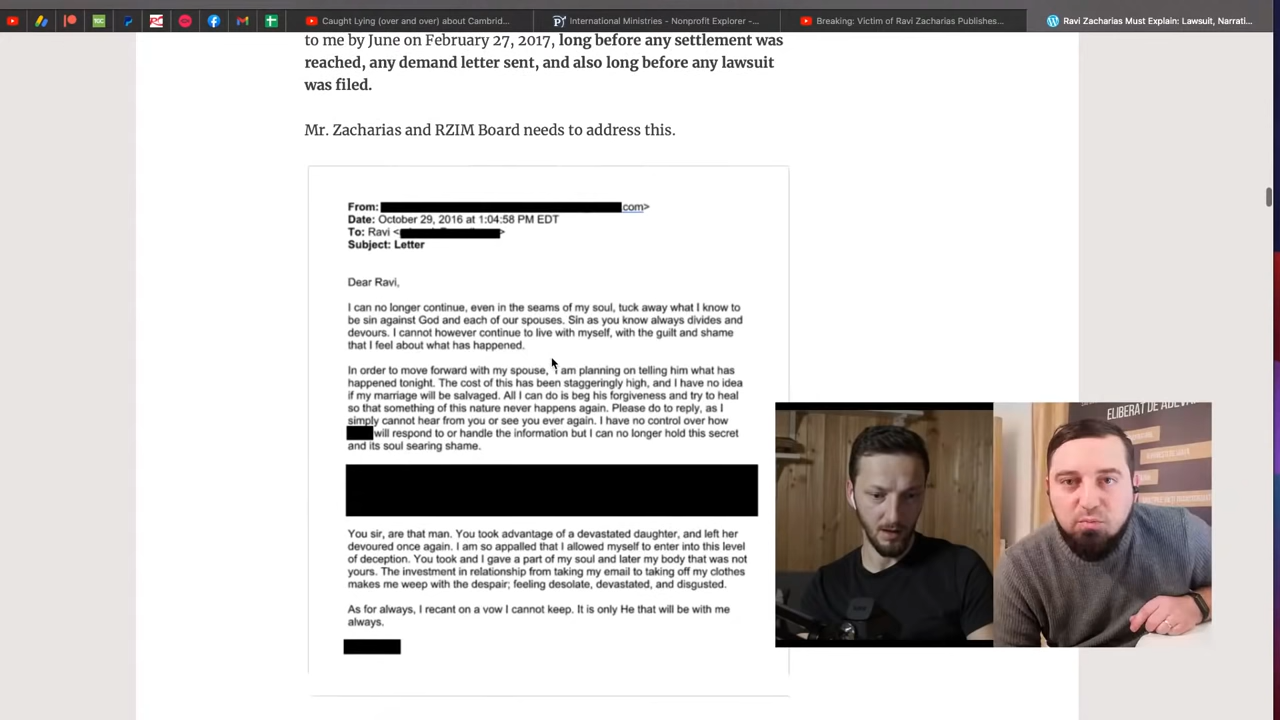 Caught Lying (over and over) about Cambrid...
International Ministries - Nonprofit Explorer -...
Breaking: Victim of Ravi Zacharias Publishes...
Ravi Zacharias Must Explain: Lawsuit, Narrati...
to me by June on February 27, 2017, long before any settlement was
reached, any demand letter sent, and also long before any lawsuit
was filed.
Mr. Zacharias and RZIM Board needs to address this.
From: com>
Date: October 29, 2016 at 1:04:58 PM EDT
To: Ravi < >
Subject: Letter
Dear Ravi,
I can no longer continue, even in the seams of my soul, tuck away what I know to
be sin against God and each of our spouses. Sin as you know always divides and
devours. I cannot however continue to live with myself, with the guilt and shame
that I feel about what has happened.
In order to move forward with my spouse, I am planning on telling him what has
happened tonight. The cost of this has been staggeringly high, and I have no idea
if my marriage will be salvaged. All I can do is beg his forgiveness and try to heal
so that something of this nature never happens again. Please do to reply, as I
simply cannot hear from you or see you ever again. I have no control over how
will respond to or handle the information but I can no longer hold this secret
and its soul searing shame.
You sir, are that man. You took advantage of a devastated daughter, and left her
devoured once again. I am so appalled that I allowed myself to enter into this level
of deception. You took and I gave a part of my soul and later my body that was not
yours. The investment in relationship from taking my email to taking off my clothes
makes me weep with the despair; feeling desolate, devastated, and disgusted.
As for always, I recant on a vow I cannot keep. It is only He that will be with me
always.
ELIBERAT DE ADEVĂ